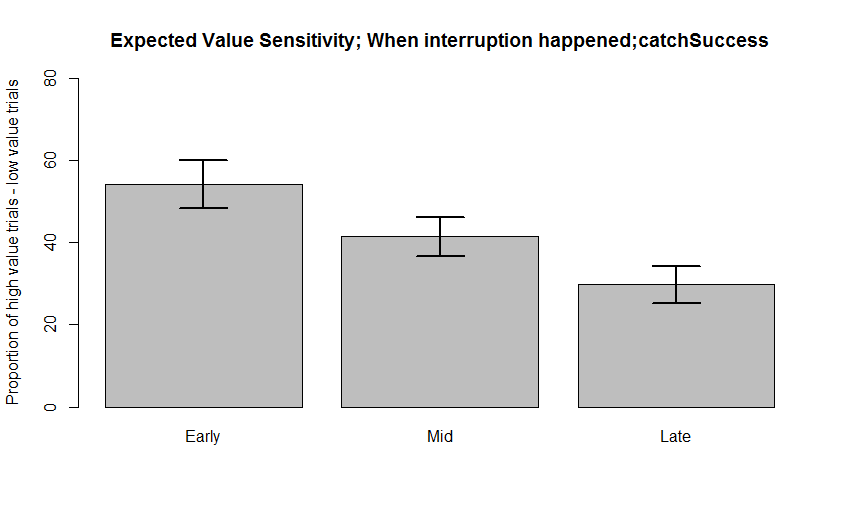 Expected Value Sensitivity; When interruption happened;catchSuccess
Proportion of high value trials - low value trials
80
60
40
20
0
Early
Mid
Late